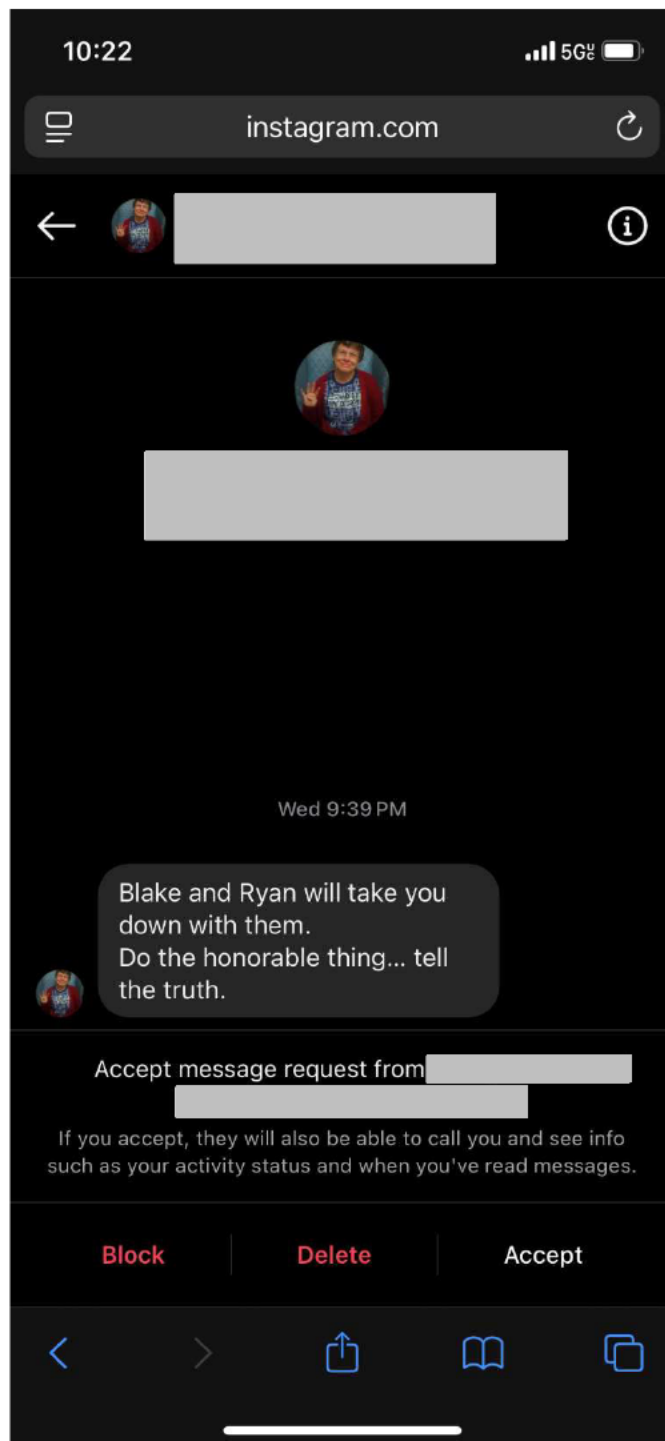 10:22
5G UC
instagram.com
Wed 9:39 PM
Blake and Ryan will take you
down with them.
Do the honorable thing... tell
the truth.
Accept message request from
If you accept, they will also be able to call you and see info
such as your activity status and when you've read messages.
Block
Delete
Accept